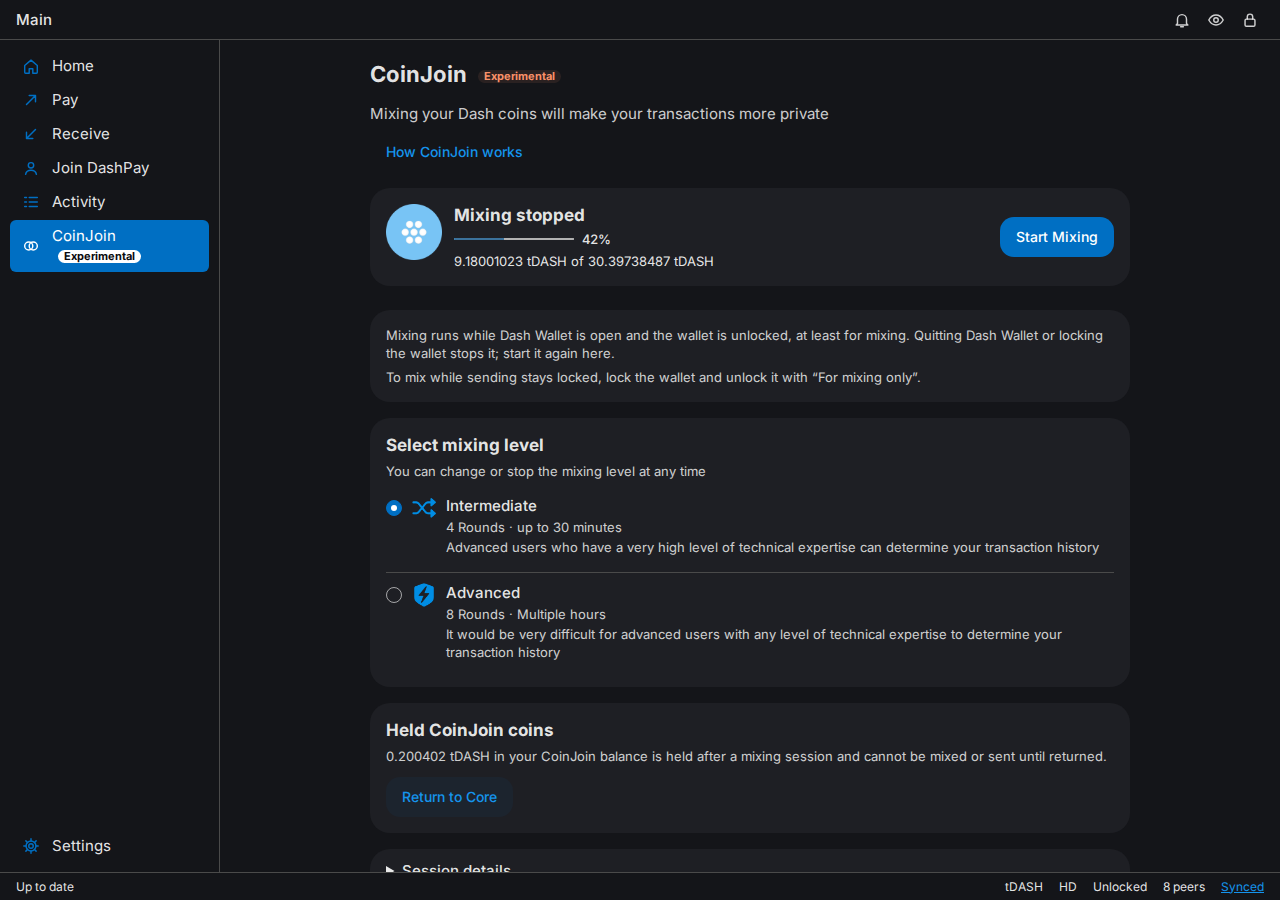 Main
Home
Pay
Receive
Join DashPay
Activity
CoinJoin
Experimental
Settings
CoinJoin Experimental
Mixing your Dash coins will make your transactions more private
How CoinJoin works
Mixing stopped
42%
9.18001023 tDASH of 30.39738487 tDASH
Start Mixing
Mixing runs while Dash Wallet is open and the wallet is unlocked, at least for mixing. Quitting Dash Wallet or locking
the wallet stops it; start it again here.
To mix while sending stays locked, lock the wallet and unlock it with “For mixing only”.
Select mixing level
You can change or stop the mixing level at any time
Intermediate
4 Rounds · up to 30 minutes
Advanced users who have a very high level of technical expertise can determine your transaction history
Advanced
8 Rounds · Multiple hours
It would be very difficult for advanced users with any level of technical expertise to determine your
transaction history
Held CoinJoin coins
0.200402 tDASH in your CoinJoin balance is held after a mixing session and cannot be mixed or sent until returned.
Return to Core
Session details
Up to date
tDASH HD Unlocked 8 peers Synced